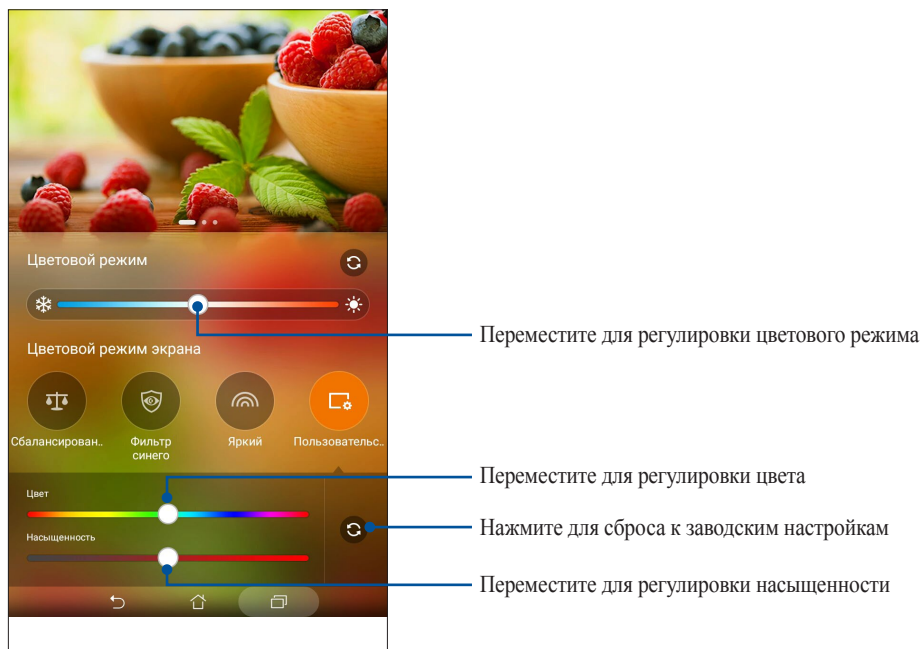 Цветовой режим
Переместите для регулировки цветового режима
Цветовой режим экрана
Сбалансирован..
Фильтр
синего
Яркий
Пользовательс..
Переместите для регулировки цвета
Цвет
Нажмите для сброса к заводским настройкам
Насыщенность
Переместите для регулировки насыщенности